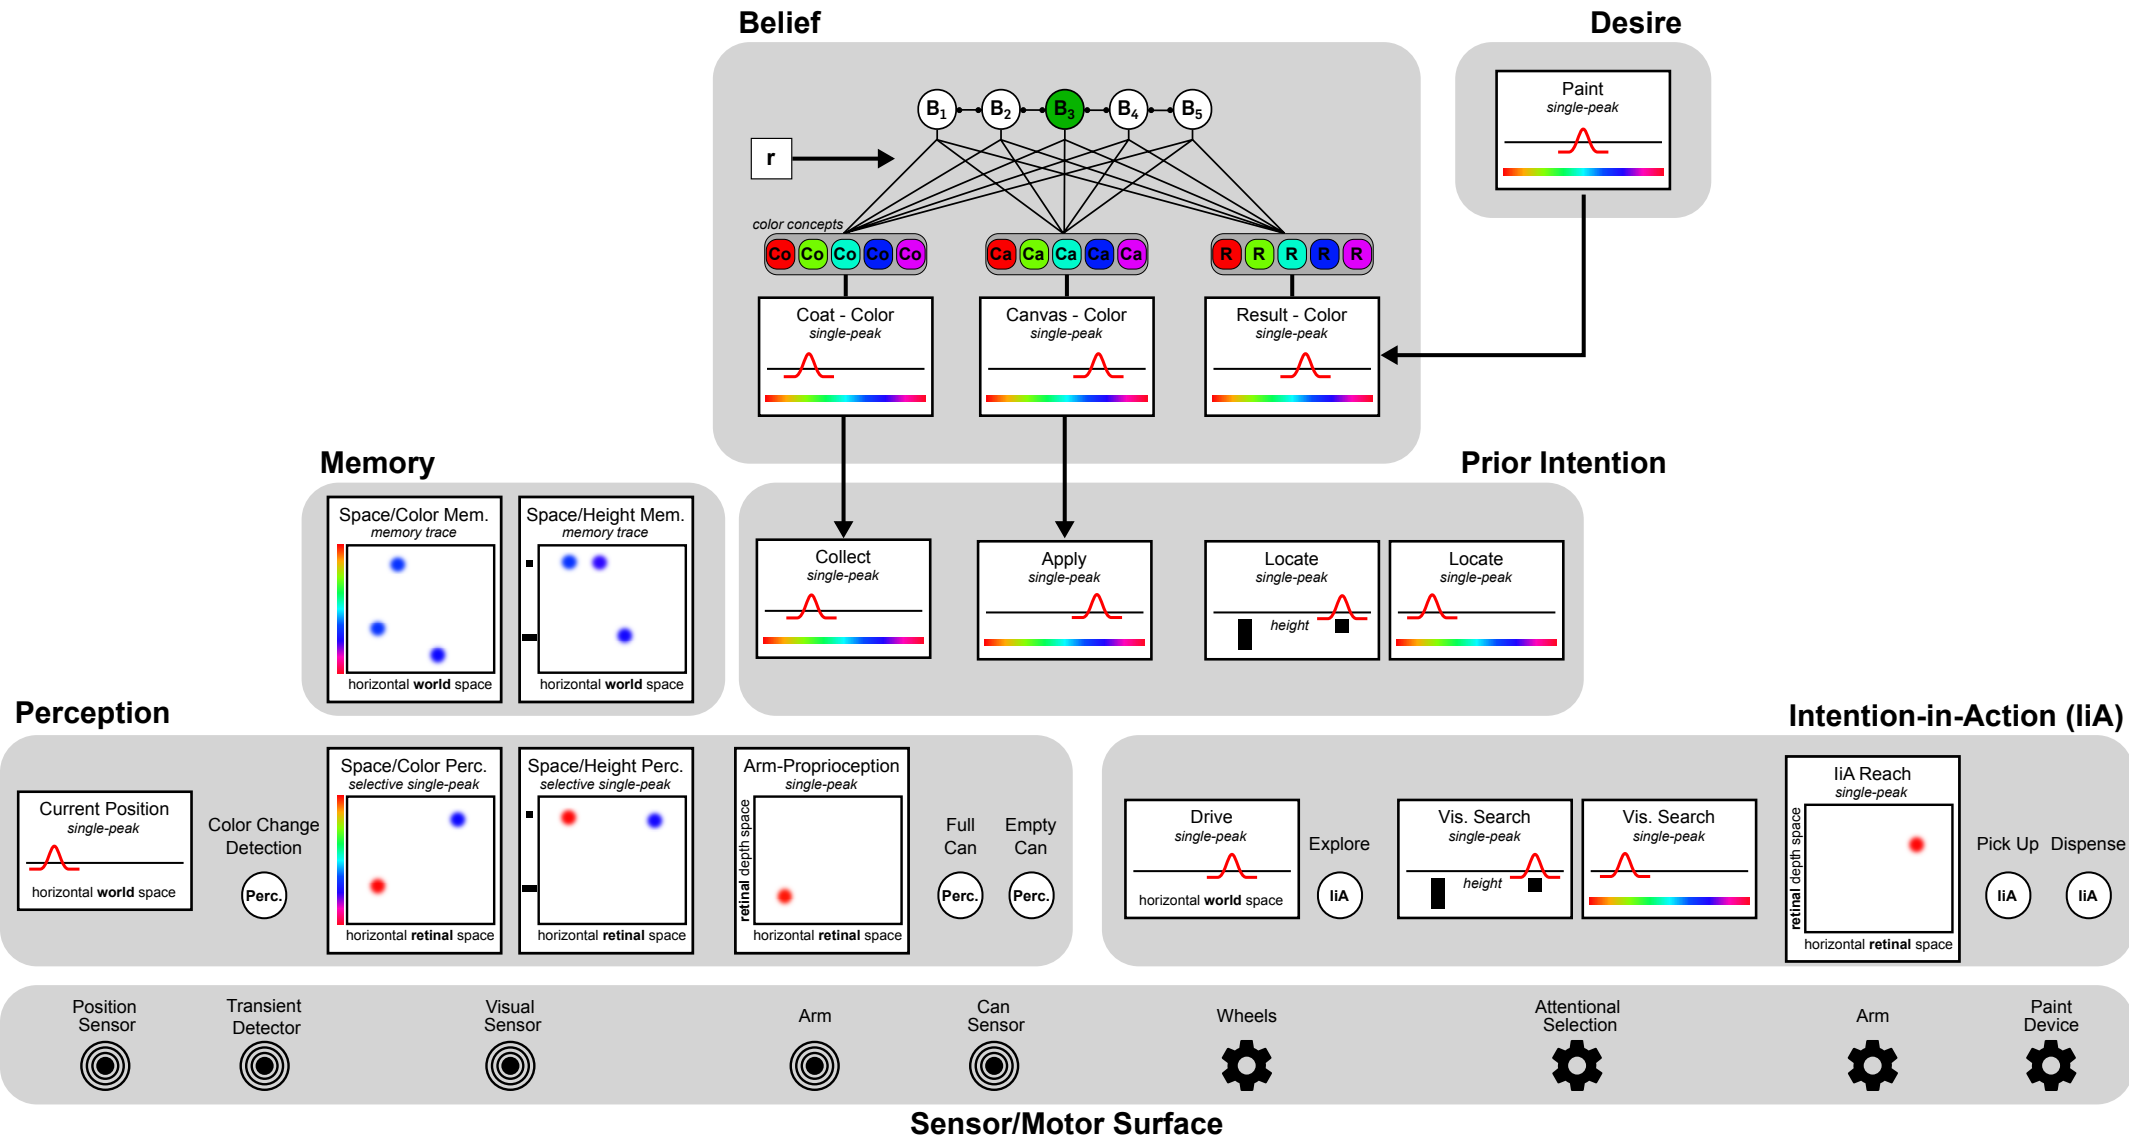 Belief
Desire
B1
B2
B3
B4
B5
r
Paint
single-peak
color concepts
Co Co Co Co Co
Ca Ca Ca Ca Ca
R R R R R
Coat - Color
single-peak
Canvas - Color
single-peak
Result - Color
single-peak
Memory
Prior Intention
Space/Color Mem.
memory trace
horizontal world space
Space/Height Mem.
memory trace
horizontal world space
Collect
single-peak
Apply
single-peak
Locate
single-peak
height
Locate
single-peak
Perception
Intention-in-Action (IiA)
Current Position
single-peak
horizontal world space
Color Change
Detection
Perc.
Space/Color Perc.
selective single-peak
horizontal retinal space
Space/Height Perc.
selective single-peak
horizontal retinal space
Arm-Proprioception
single-peak
retinal depth space
horizontal retinal space
Full
Can
Perc.
Empty
Can
Perc.
Drive
single-peak
horizontal world space
Explore
IiA
Vis. Search
single-peak
height
Vis. Search
single-peak
IiA Reach
single-peak
retinal depth space
horizontal retinal space
Pick Up
IiA
Dispense
IiA
Position
Sensor
Transient
Detector
Visual
Sensor
Arm
Can
Sensor
Wheels
Attentional
Selection
Arm
Paint
Device
Sensor/Motor Surface